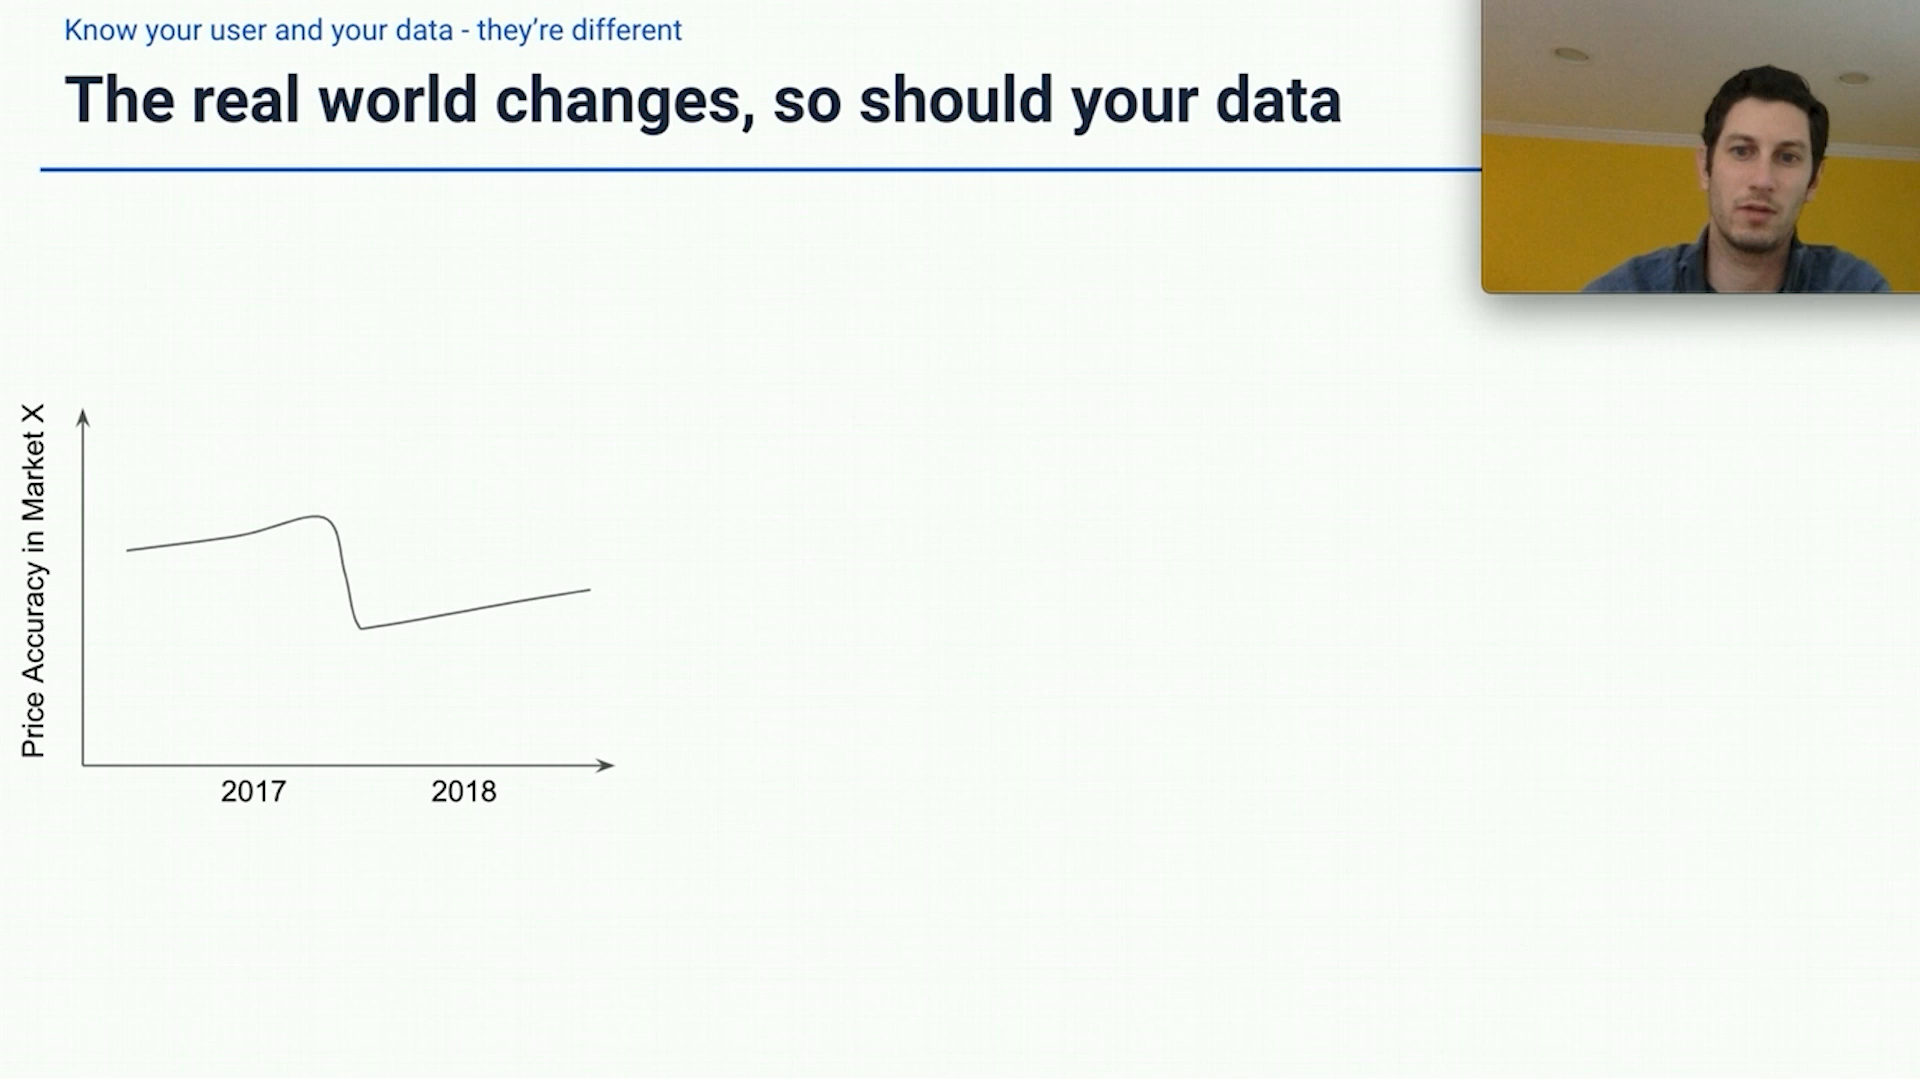 Know your user and your data - they're different
The real world changes, so should your data
Price Accuracy in Market X
2017
2018